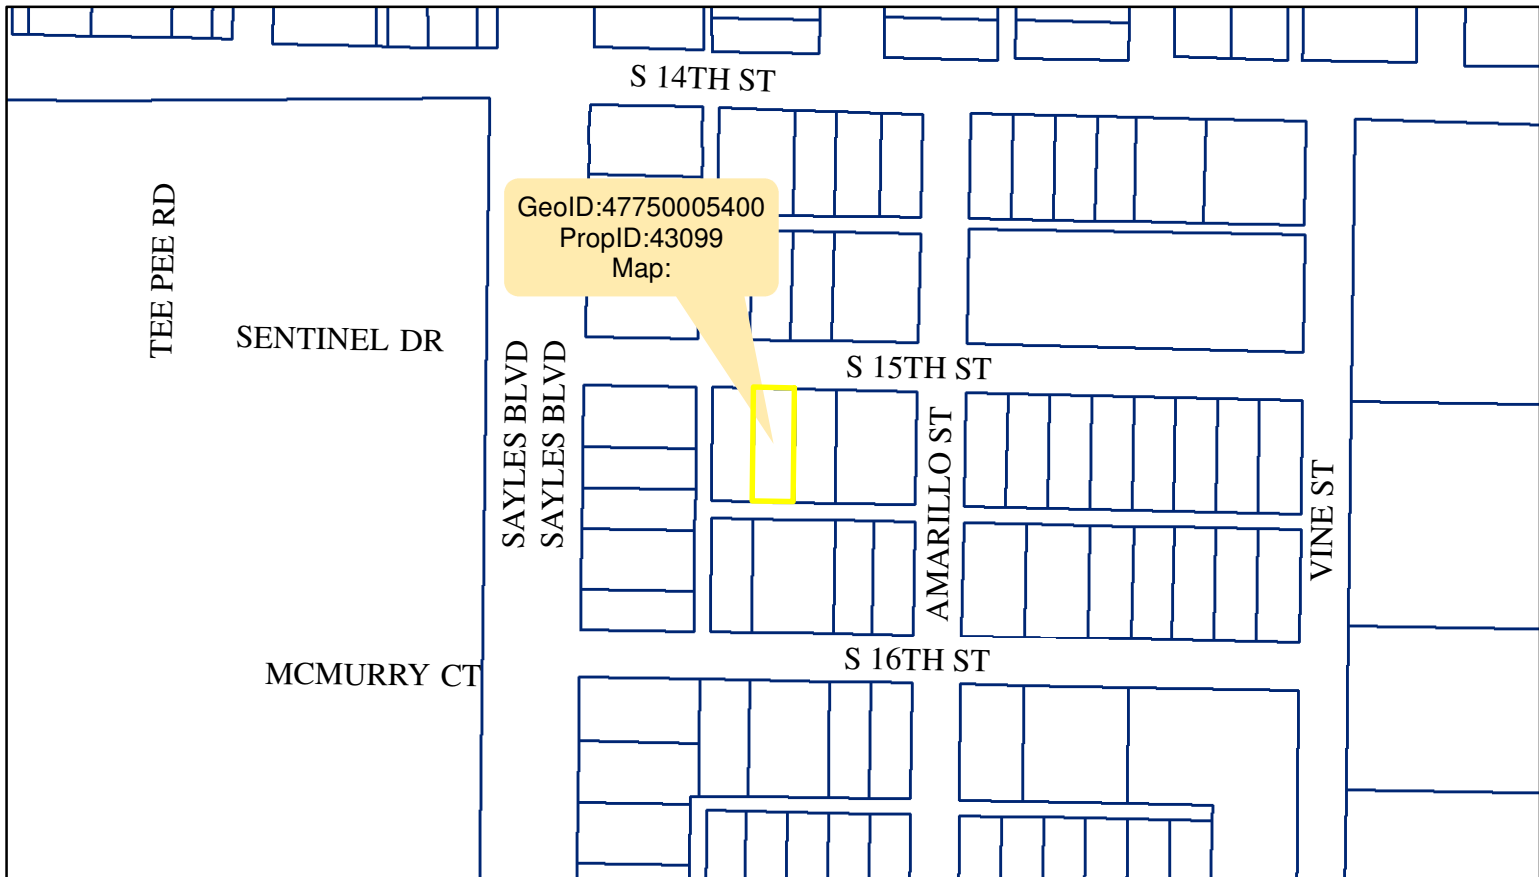 S 14TH ST
TEE PEE RD
GeoID:47750005400
PropID:43099
Map:
SENTINEL DR
SAYLES BLVD
SAYLES BLVD
S 15TH ST
AMARILLO ST
VINE ST
S 16TH ST
MCMURRY CT